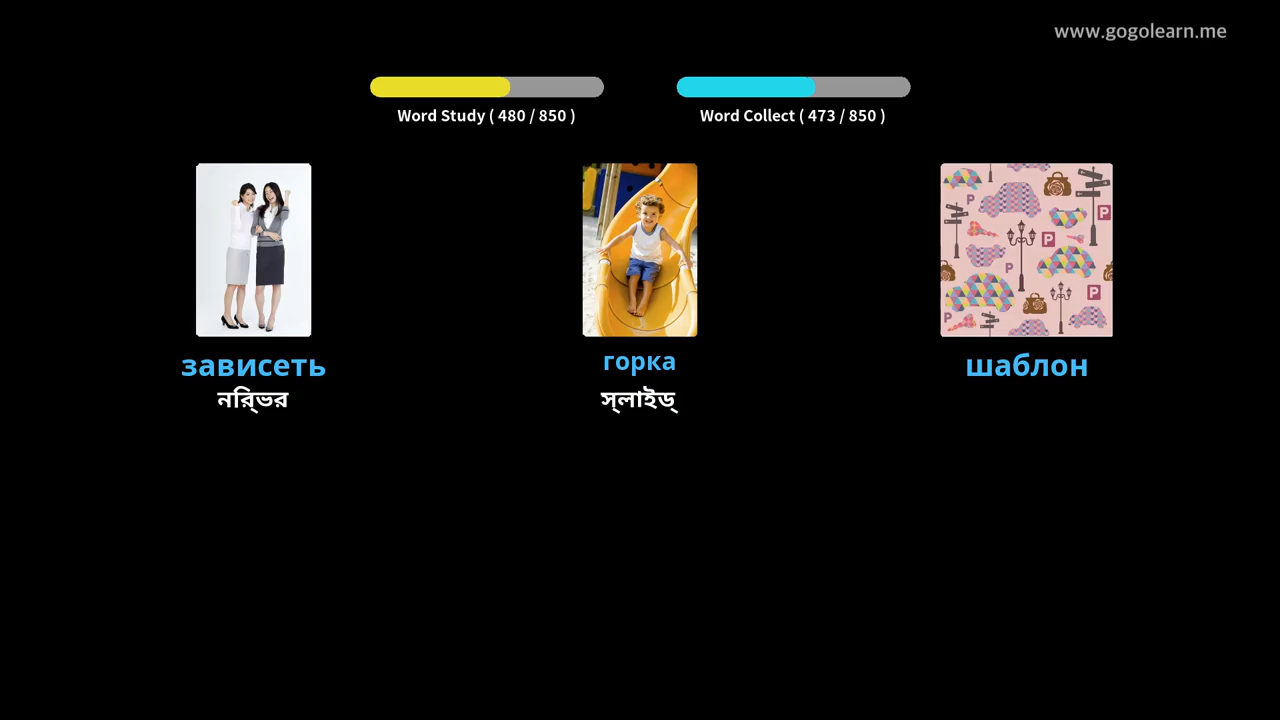 www.gogolearn.me
Word Study ( 480 / 850 )
Word Collect ( 473 / 850 )
зависеть
горка
шаблон
নির্ভর
স্লাইড্
P
P
P
P
P
P